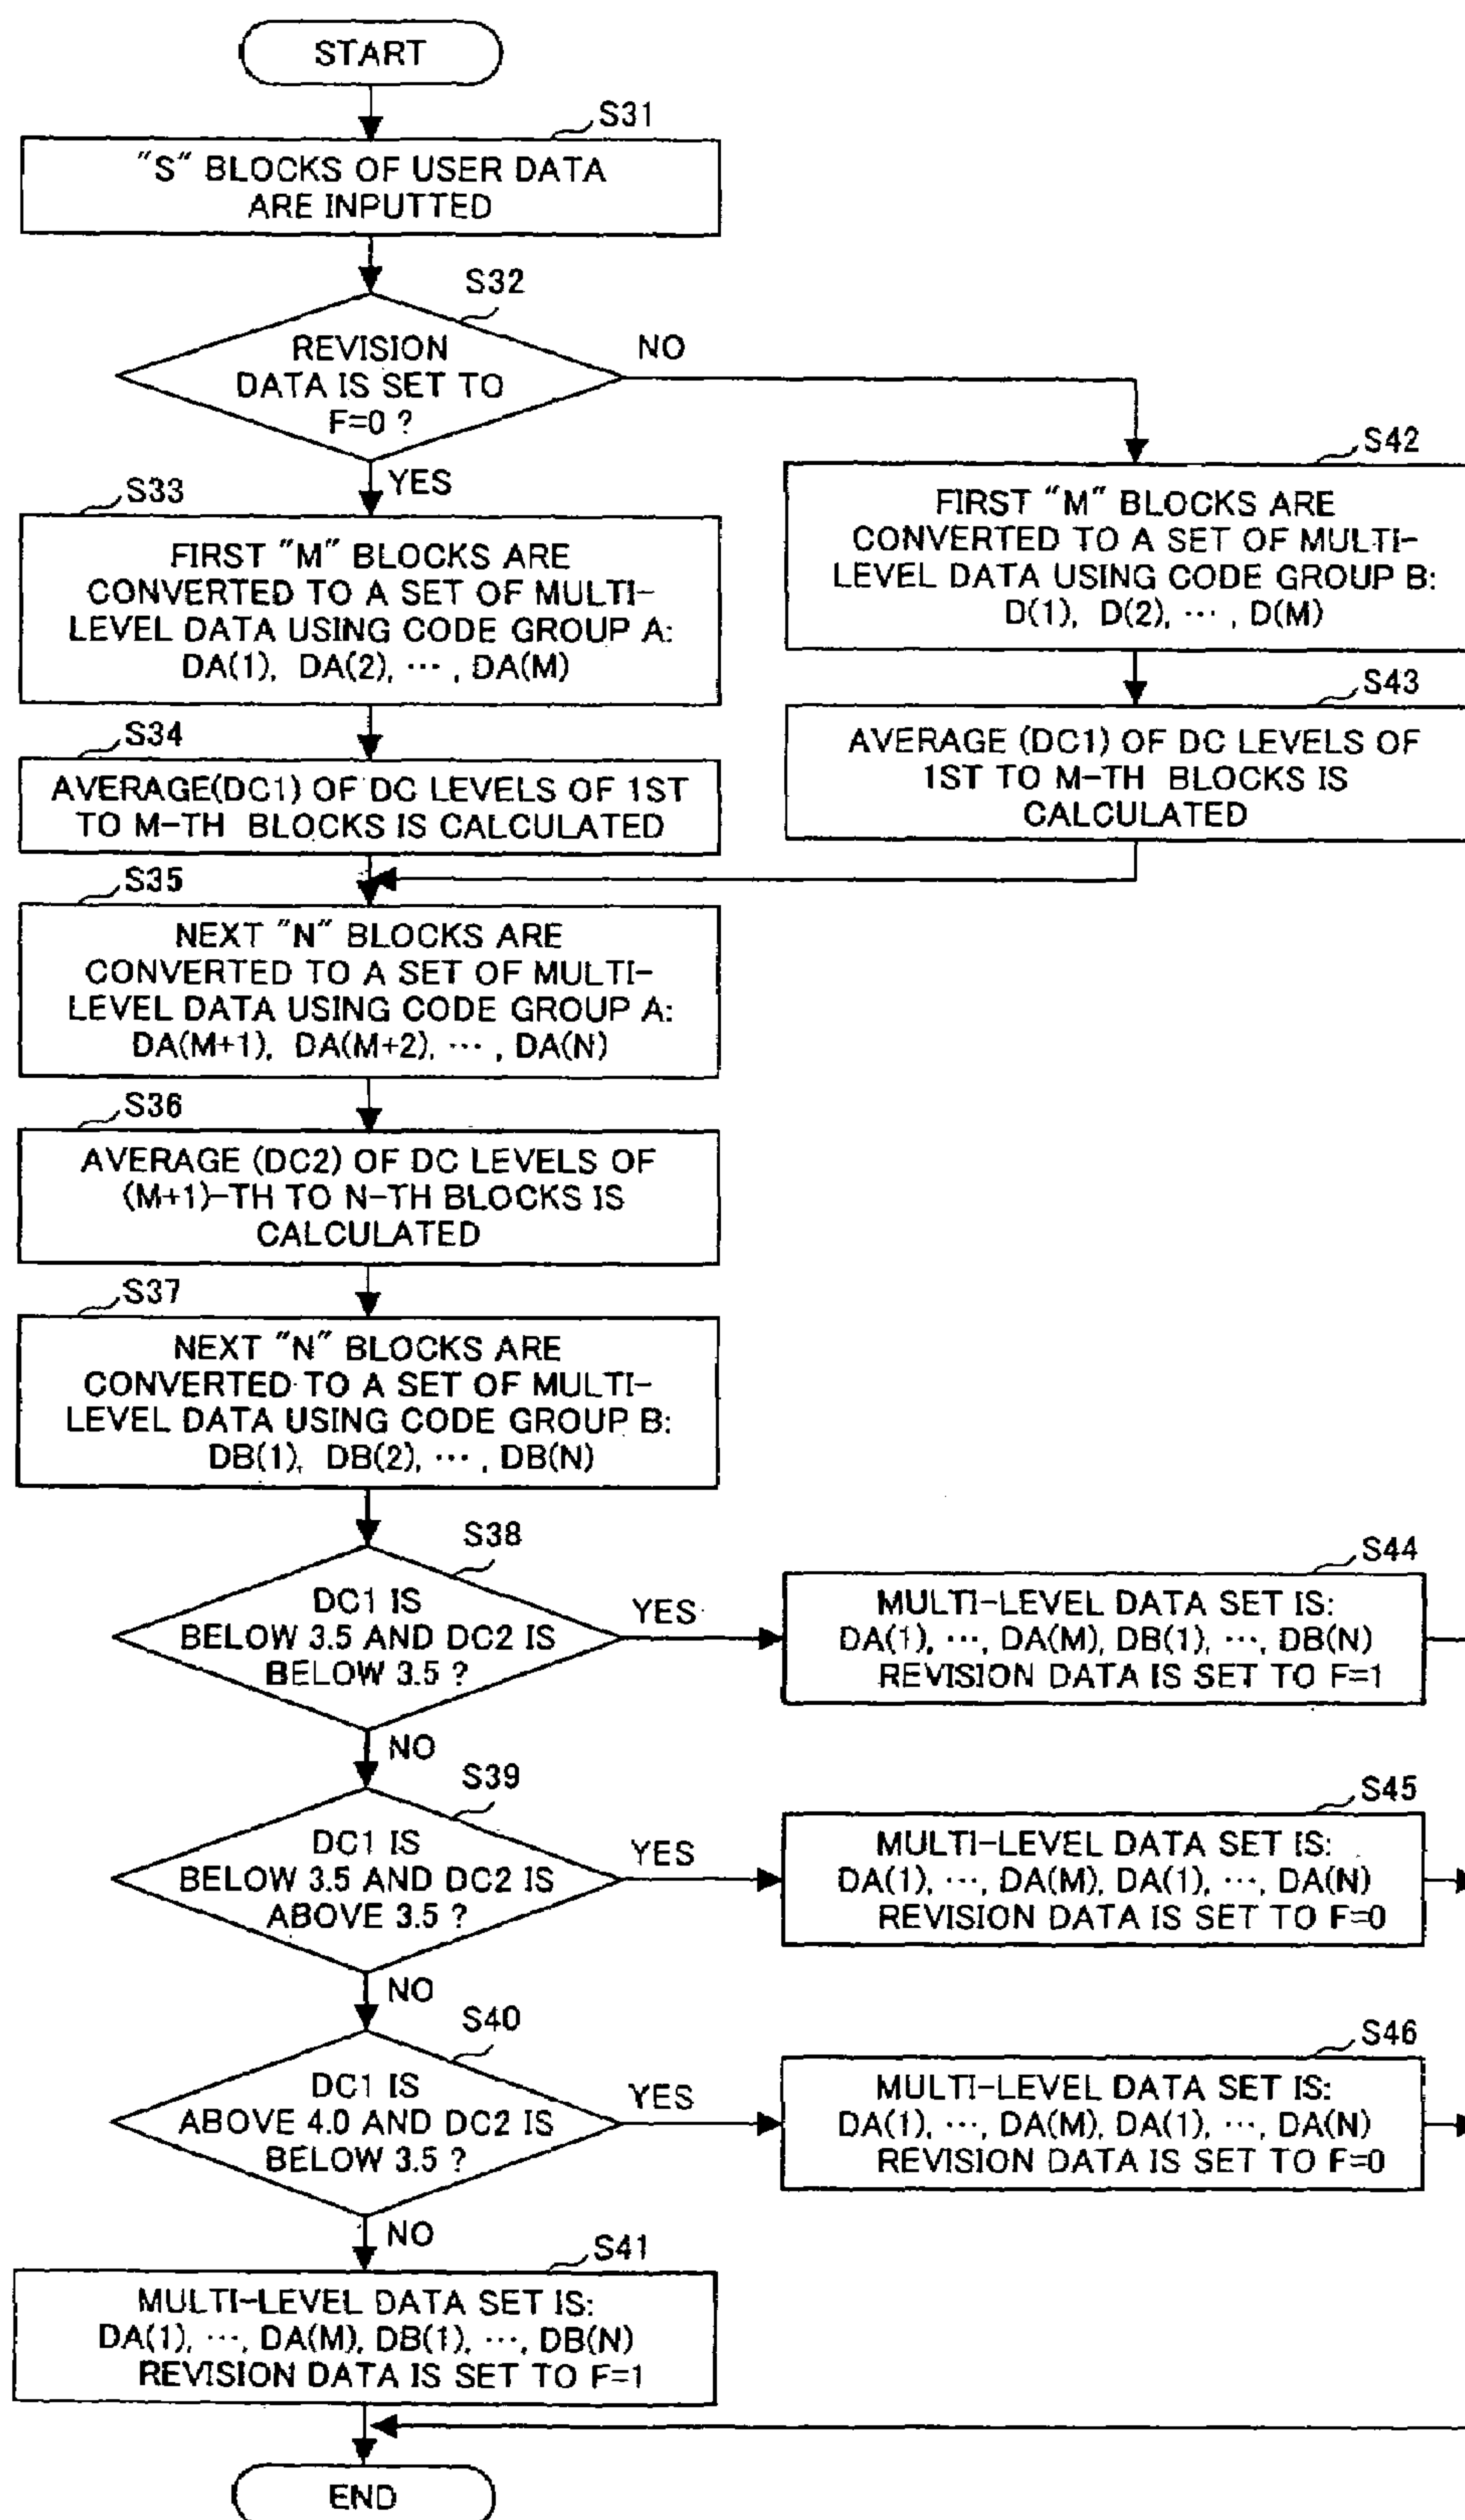 START
S31
"S" BLOCKS OF USER DATA
ARE INPUTTED
S32
REVISION
DATA IS SET TO
F=0 ?
NO
YES
S33
FIRST "M" BLOCKS ARE
CONVERTED TO A SET OF MULTI-
LEVEL DATA USING CODE GROUP A:
DA(1), DA(2), ··· , DA(M)
S42
FIRST "M" BLOCKS ARE
CONVERTED TO A SET OF MULTI-
LEVEL DATA USING CODE GROUP B:
D(1), D(2), ··· , D(M)
S34
AVERAGE(DC1) OF DC LEVELS OF 1ST
TO M-TH BLOCKS IS CALCULATED
S43
AVERAGE (DC1) OF DC LEVELS OF
1ST TO M-TH BLOCKS IS
CALCULATED
S35
NEXT "N" BLOCKS ARE
CONVERTED TO A SET OF MULTI-
LEVEL DATA USING CODE GROUP A:
DA(M+1), DA(M+2), ··· , DA(N)
S36
AVERAGE (DC2) OF DC LEVELS OF
(M+1)-TH TO N-TH BLOCKS IS
CALCULATED
S37
NEXT "N" BLOCKS ARE
CONVERTED TO A SET OF MULTI-
LEVEL DATA USING CODE GROUP B:
DB(1), DB(2), ··· , DB(N)
S38
DC1 IS
BELOW 3.5 AND DC2 IS
BELOW 3.5 ?
YES
NO
S44
MULTI-LEVEL DATA SET IS:
DA(1), ···, DA(M), DB(1), ···, DB(N)
REVISION DATA IS SET TO F=1
S39
DC1 IS
BELOW 3.5 AND DC2 IS
ABOVE 3.5 ?
YES
NO
S45
MULTI-LEVEL DATA SET IS:
DA(1), ···, DA(M), DA(1), ···, DA(N)
REVISION DATA IS SET TO F=0
S40
DC1 IS
ABOVE 4.0 AND DC2 IS
BELOW 3.5 ?
YES
NO
S46
MULTI-LEVEL DATA SET IS:
DA(1), ···, DA(M), DA(1), ···, DA(N)
REVISION DATA IS SET TO F=0
S41
MULTI-LEVEL DATA SET IS:
DA(1), ···, DA(M), DB(1), ···, DB(N)
REVISION DATA IS SET TO F=1
END